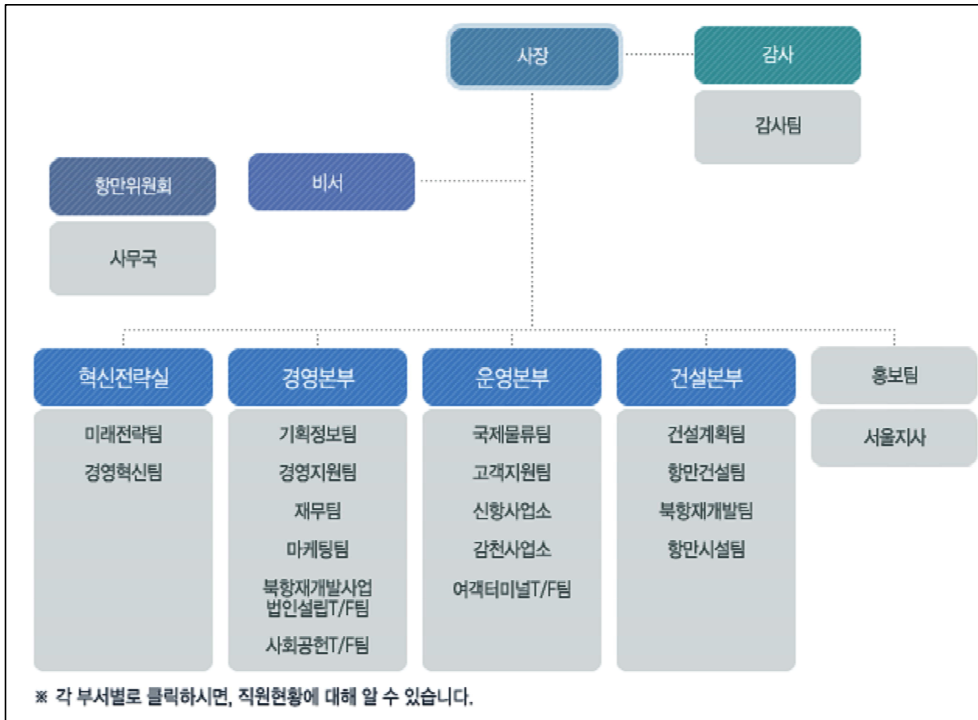 사장
감사
감사팀
항만위원회
비서
사무국
혁신전략실
미래전략팀
경영혁신팀
경영본부
기획정보팀
경영지원팀
재무팀
마케팅팀
북항재개발사업
법인설립T/F팀
사회공헌T/F팀
운영본부
국제물류팀
고객지원팀
신항사업소
감천사업소
여객터미널T/F팀
건설본부
건설계획팀
항만건설팀
북항재개발팀
항만시설팀
홍보팀
서울지사
※ 각 부서별로 클릭하시면, 직원현황에 대해 알 수 있습니다.